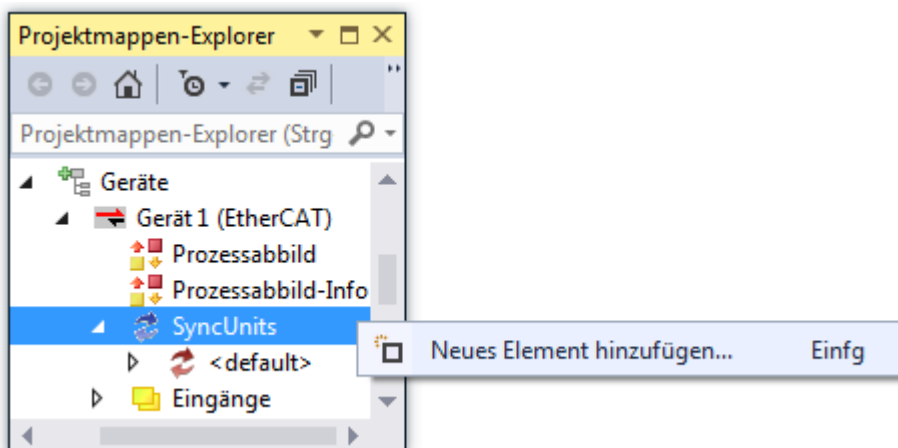 Projektmappen-Explorer
Projektmappen-Explorer (Strg
Geräte
Gerät 1 (EtherCAT)
Prozessabbild
Prozessabbild-Info
SyncUnits
Neues Element hinzufügen... Einfg
<default>
Eingänge